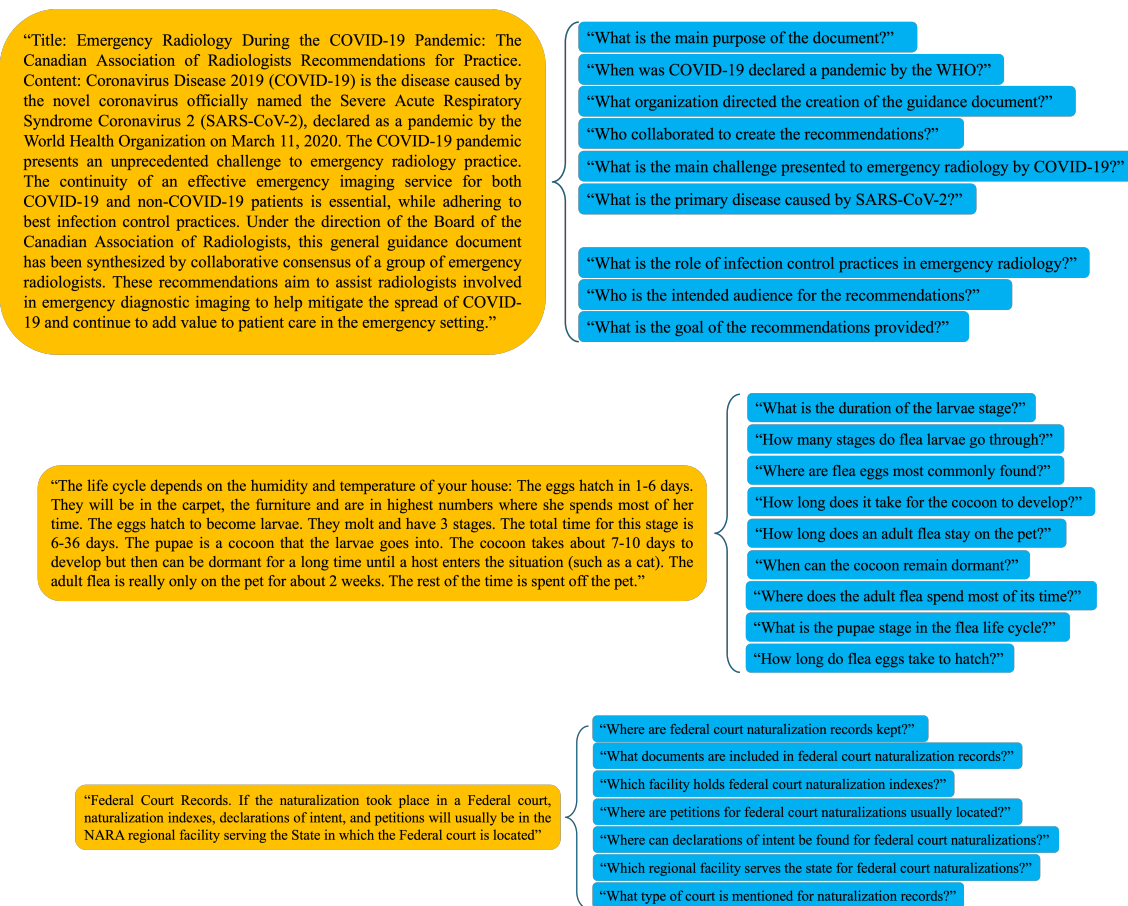 “Title: Emergency Radiology During the COVID-19 Pandemic: The
Canadian Association of Radiologists Recommendations for Practice.
Content: Coronavirus Disease 2019 (COVID-19) is the disease caused by
the novel coronavirus officially named the Severe Acute Respiratory
Syndrome Coronavirus 2 (SARS-CoV-2), declared as a pandemic by the
World Health Organization on March 11, 2020. The COVID-19 pandemic
presents an unprecedented challenge to emergency radiology practice.
The continuity of an effective emergency imaging service for both
COVID-19 and non-COVID-19 patients is essential, while adhering to
best infection control practices. Under the direction of the Board of the
Canadian Association of Radiologists, this general guidance document
has been synthesized by collaborative consensus of a group of emergency
radiologists. These recommendations aim to assist radiologists involved
in emergency diagnostic imaging to help mitigate the spread of COVID-
19 and continue to add value to patient care in the emergency setting.”
“What is the main purpose of the document?”
“When was COVID-19 declared a pandemic by the WHO?”
“What organization directed the creation of the guidance document?”
“Who collaborated to create the recommendations?”
“What is the main challenge presented to emergency radiology by COVID-19?”
“What is the primary disease caused by SARS-CoV-2?”
“What is the role of infection control practices in emergency radiology?”
“Who is the intended audience for the recommendations?”
“What is the goal of the recommendations provided?”
“The life cycle depends on the humidity and temperature of your house: The eggs hatch in 1-6 days.
They will be in the carpet, the furniture and are in highest numbers where she spends most of her
time. The eggs hatch to become larvae. They molt and have 3 stages. The total time for this stage is
6-36 days. The pupae is a cocoon that the larvae goes into. The cocoon takes about 7-10 days to
develop but then can be dormant for a long time until a host enters the situation (such as a cat). The
adult flea is really only on the pet for about 2 weeks. The rest of the time is spent off the pet.”
“What is the duration of the larvae stage?”
“How many stages do flea larvae go through?”
“Where are flea eggs most commonly found?”
“How long does it take for the cocoon to develop?”
“How long does an adult flea stay on the pet?”
“When can the cocoon remain dormant?”
“Where does the adult flea spend most of its time?”
“What is the pupae stage in the flea life cycle?”
“How long do flea eggs take to hatch?”
“Federal Court Records. If the naturalization took place in a Federal court,
naturalization indexes, declarations of intent, and petitions will usually be in the
NARA regional facility serving the State in which the Federal court is located”
“Where are federal court naturalization records kept?”
“What documents are included in federal court naturalization records?”
“Which facility holds federal court naturalization indexes?”
“Where are petitions for federal court naturalizations usually located?”
“Where can declarations of intent be found for federal court naturalizations?”
“Which regional facility serves the state for federal court naturalizations?”
“What type of court is mentioned for naturalization records?”